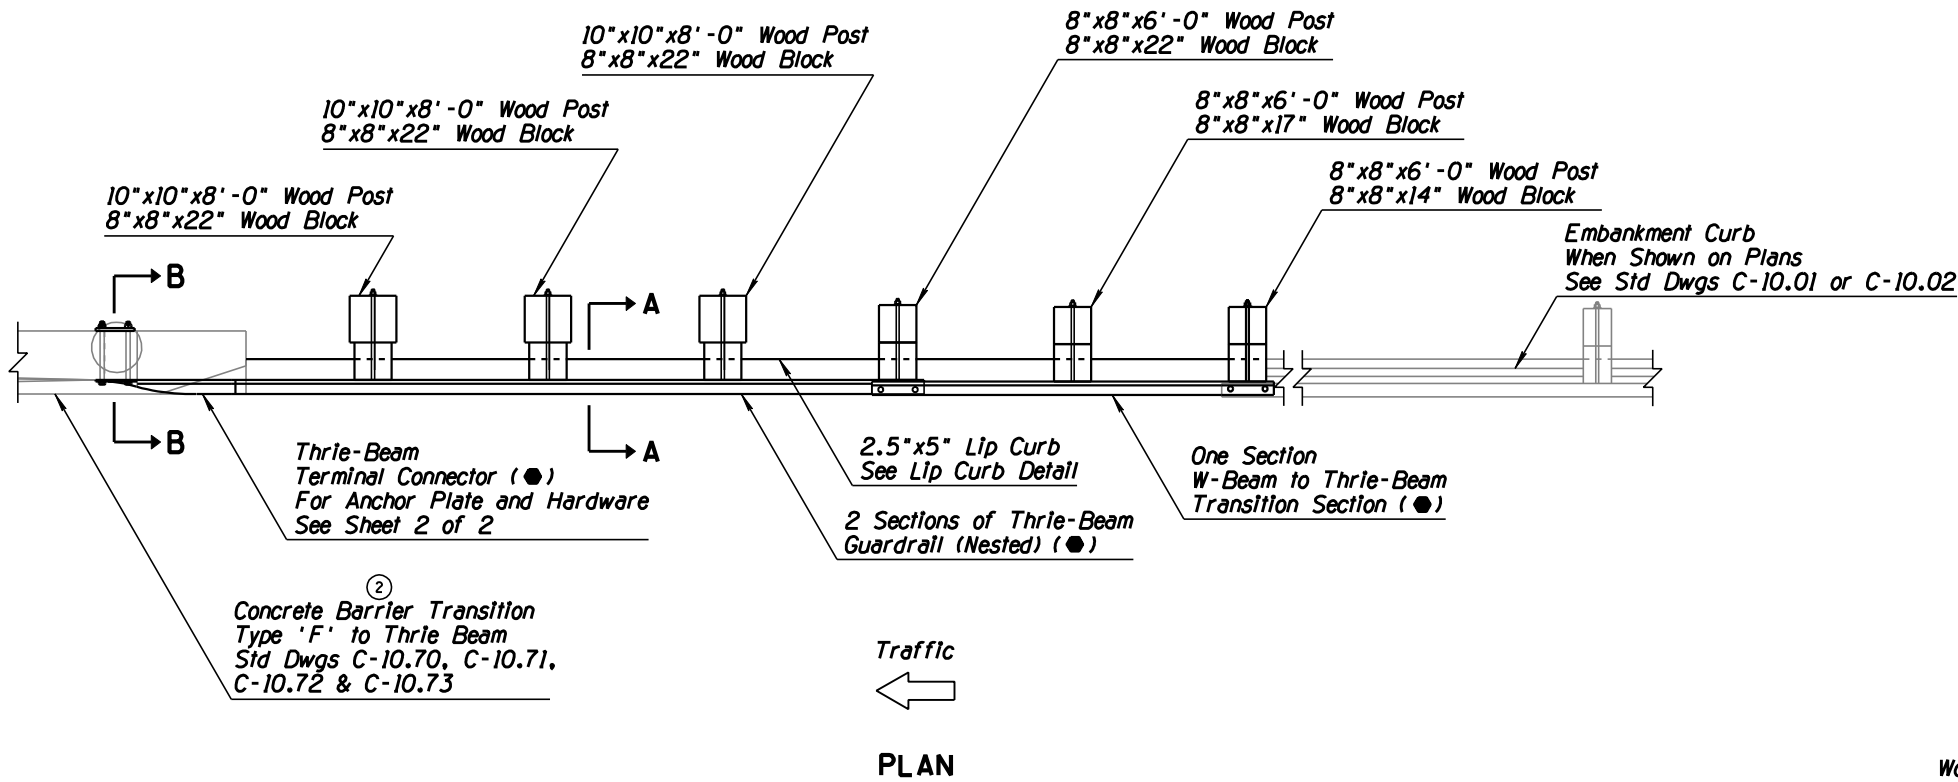 10"x10"x8'-0" Wood Post
8"x8"x22" Wood Block
8"x8"x6'-0" Wood Post
8"x8"x22" Wood Block
10"x10"x8'-0" Wood Post
8"x8"x22" Wood Block
8"x8"x6'-0" Wood Post
8"x8"x17" Wood Block
10"x10"x8'-0" Wood Post
8"x8"x22" Wood Block
8"x8"x6'-0" Wood Post
8"x8"x14" Wood Block
Embankment Curb
When Shown on Plans
See Std Dwgs C-10.01 or C-10.02
B
A
B
A
Thrie-Beam
Terminal Connector (⬣)
For Anchor Plate and Hardware
See Sheet 2 of 2
2.5"x5" Lip Curb
See Lip Curb Detail
One Section
W-Beam to Thrie-Beam
Transition Section (⬣)
2 Sections of Thrie-Beam
Guardrail (Nested) (⬣)
2
Concrete Barrier Transition
Type 'F' to Thrie Beam
Std Dwgs C-10.70, C-10.71,
C-10.72 & C-10.73
Traffic
PLAN